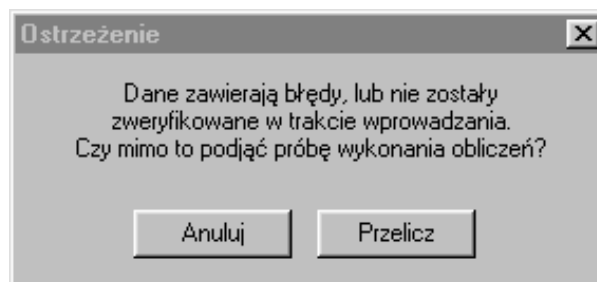 Ostrzeżenie
Dane zawierają błędy, lub nie zostały
zweryfikowane w trakcie wprowadzania.
Czy mimo to podjąć próbę wykonania obliczeń?
Anuluj Przelicz